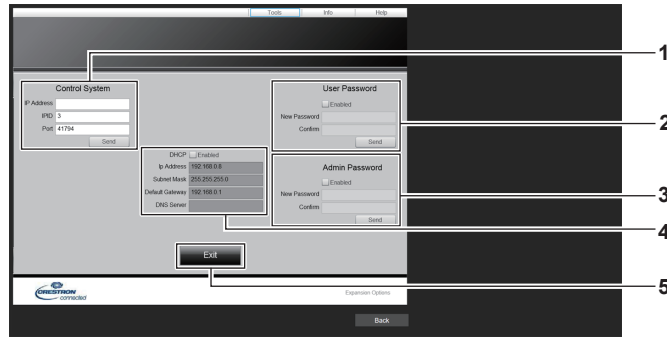 Tools Info Help
Control System
IP Address
IPID 3
Port 41794
Send
User Password
Enabled
New Password
Confirm
Send
DHCP Enabled
Ip Address 192.168.0.8
Subnet Mask 255.255.255.0
Default Gateway 192.168.0.1
DNS Server
Admin Password
Enabled
New Password
Confirm
Send
Exit
CRESTRON
connected
Expansion Options
Back
1
2
3
4
5